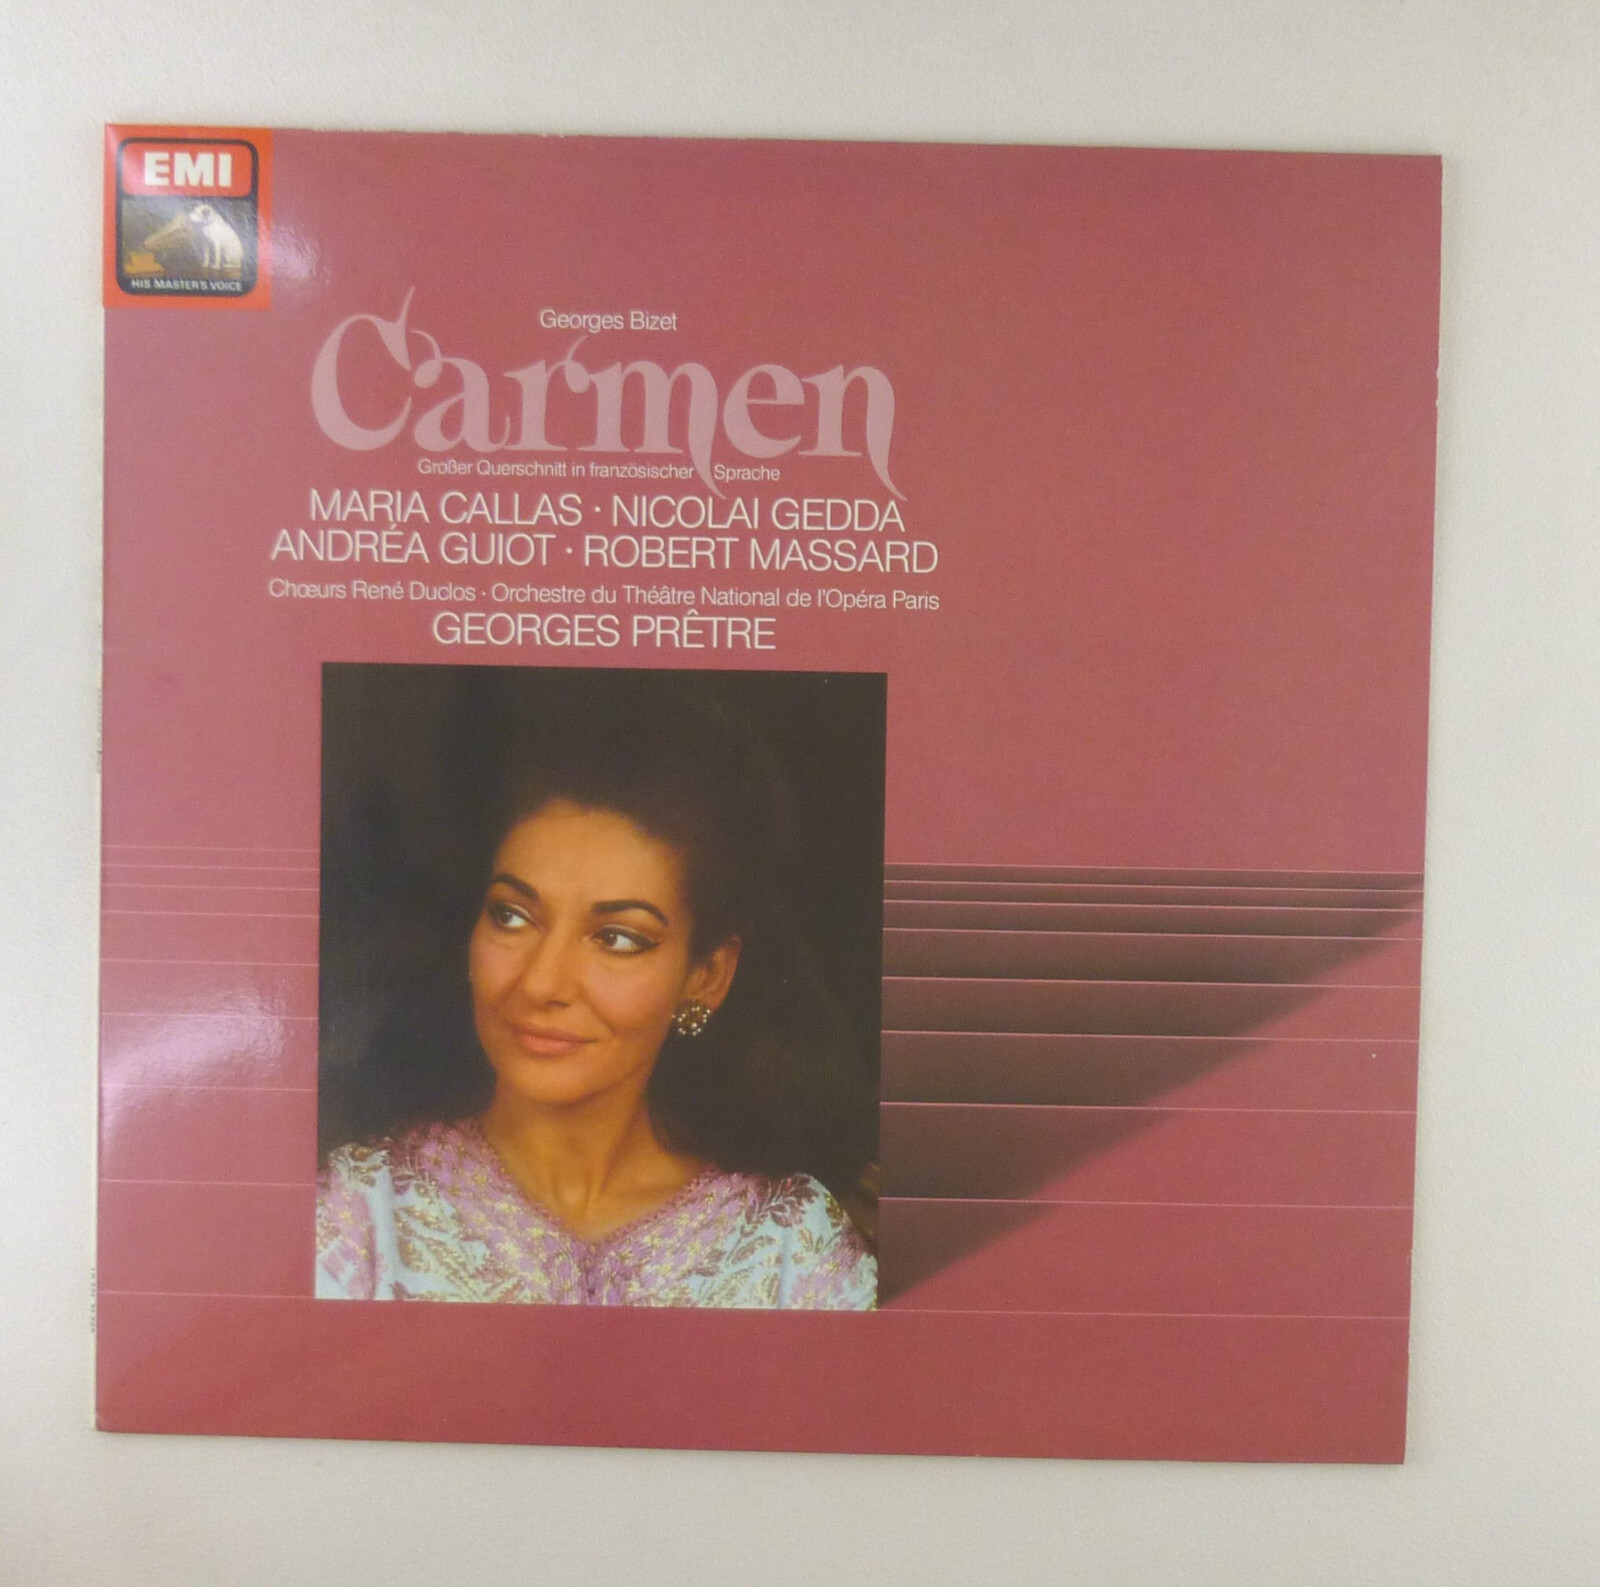 EMI
HIS MASTER'S VOICE
Georges Bizet
Carmen
Großer Querschnitt in französischer Sprache
MARIA CALLAS · NICOLAI GEDDA
ANDRÉA GUIOT · ROBERT MASSARD
Chœurs René Duclos · Orchestre du Théâtre National de l'Opéra Paris
GEORGES PRÊTRE